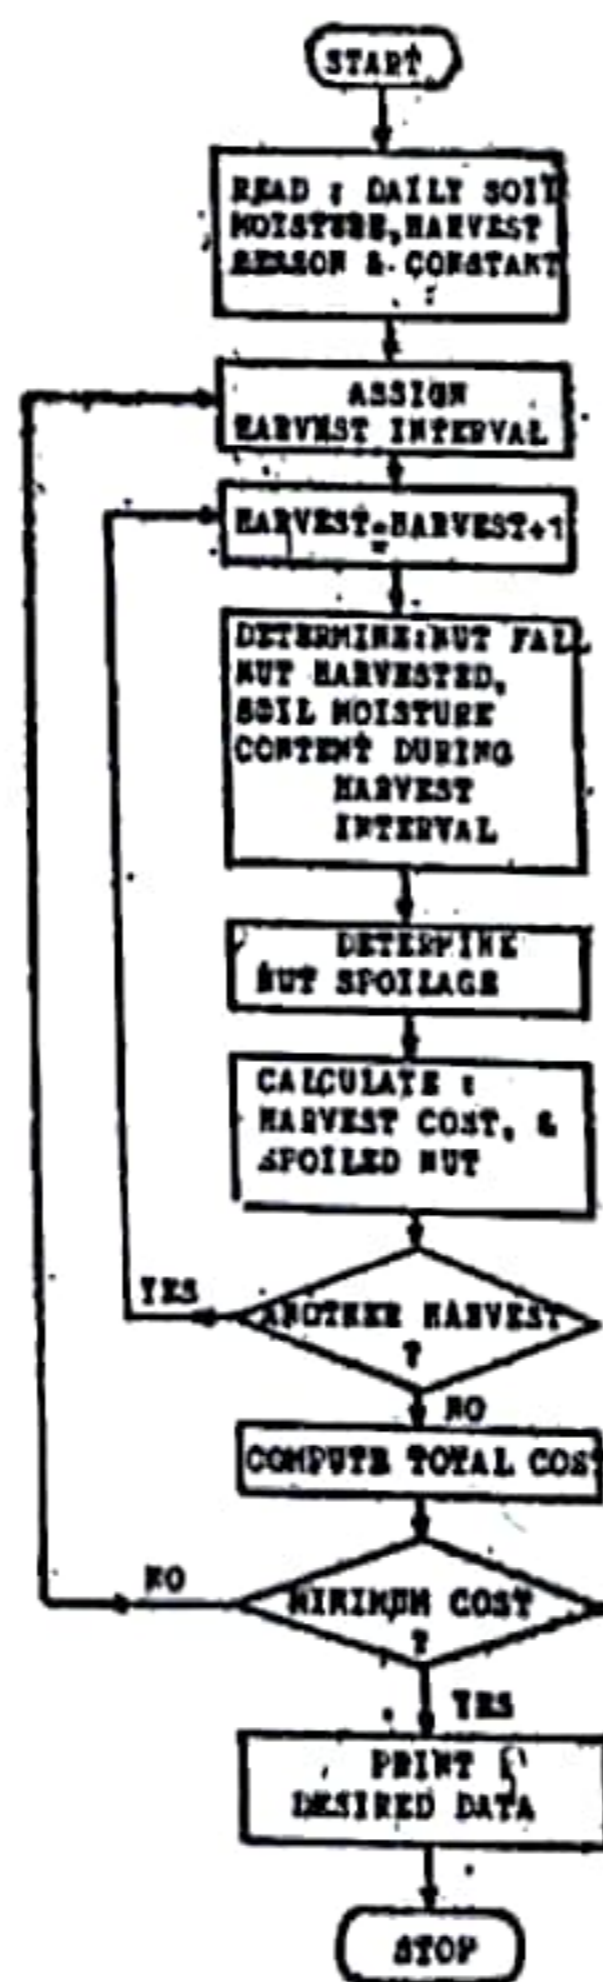 START
READ : DAILY SOIL
MOISTURE, HARVEST
SEASON & CONSTANT
ASSIGN
HARVEST INTERVAL
HARVEST=HARVEST+1
DETERMINE:NUT FALL
NUT HARVESTED,
SOIL MOISTURE
CONTENT DURING
HARVEST
INTERVAL
DETERMINE
NUT SPOILAGE
CALCULATE :
HARVEST COST, &
SPOILED NUT
YES
ANOTHER HARVEST
?
NO
COMPUTE TOTAL COST
NO
MINIMUM COST
?
YES
PRINT
DESIRED DATA
STOP